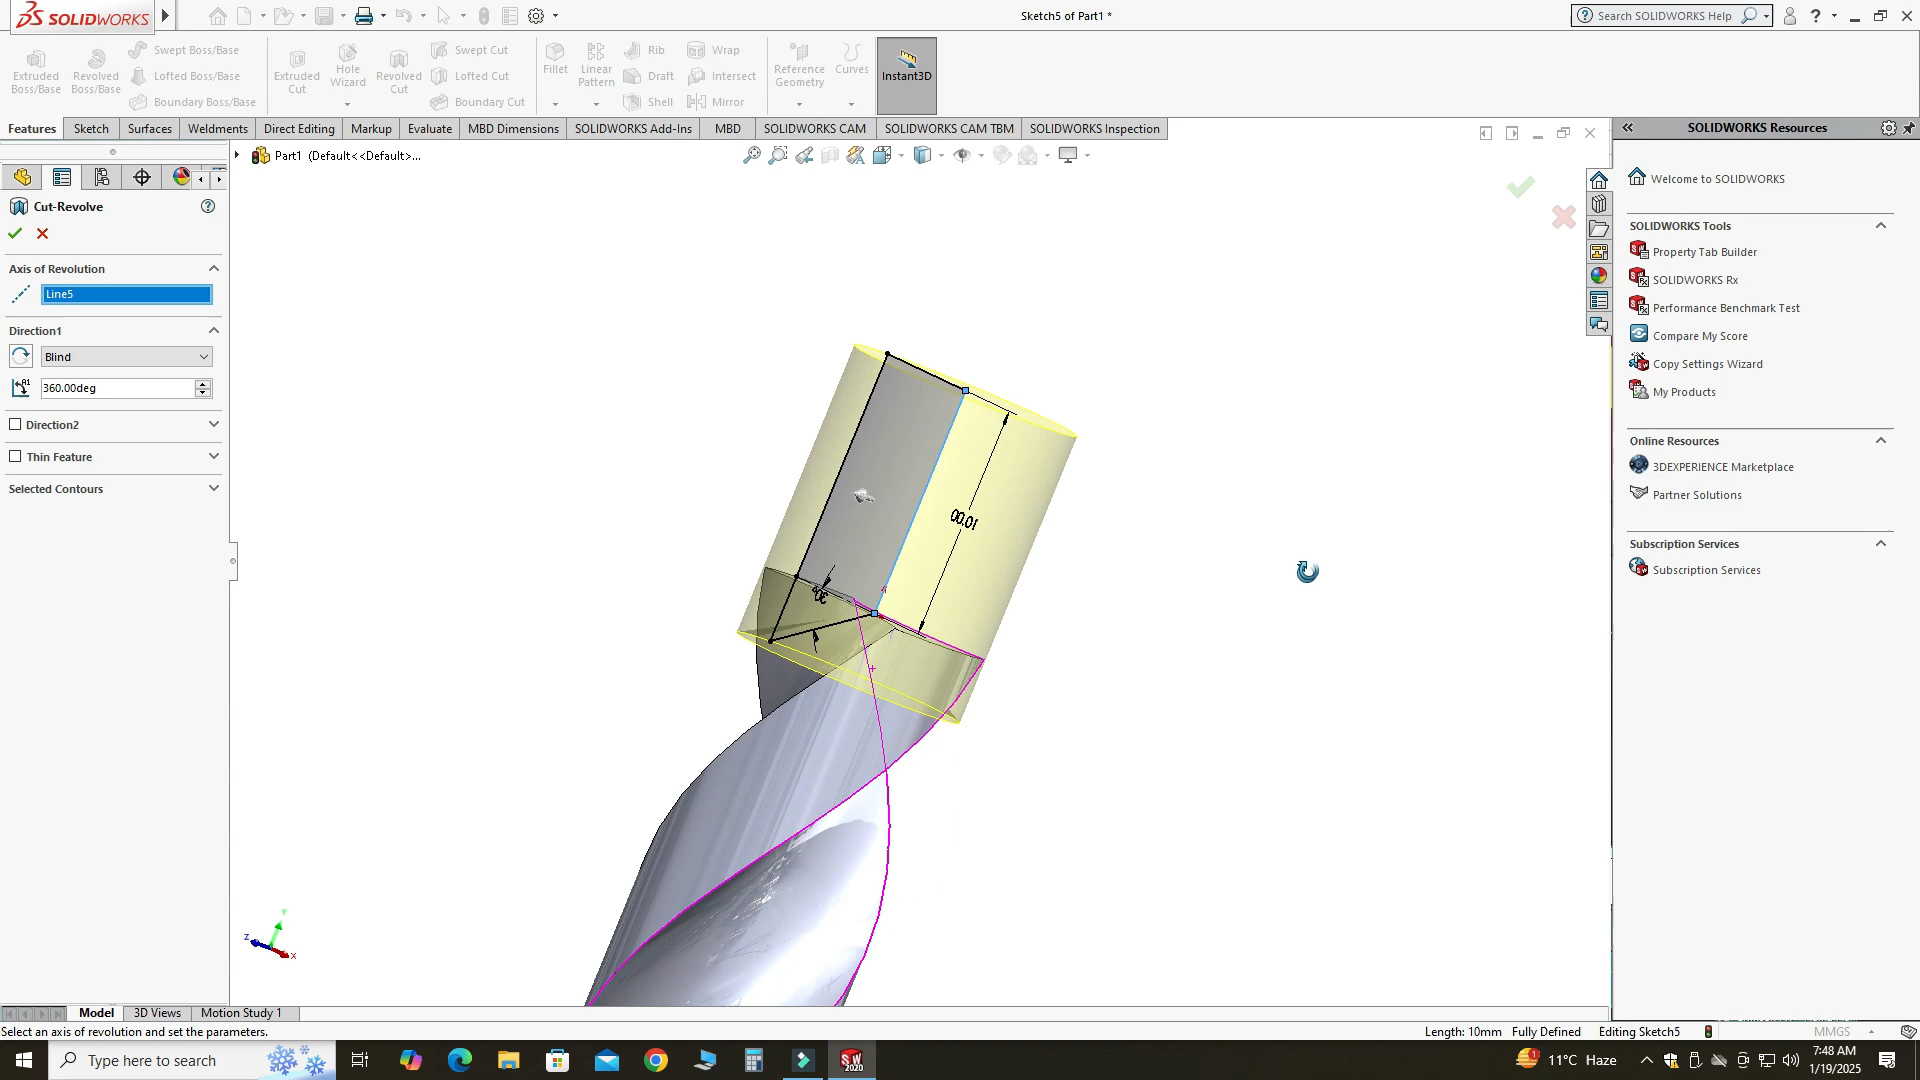 SOLIDWORKS
Sketch5 of Part1 *
Search SOLIDWORKS Help
Extruded Boss/Base
Revolved Boss/Base
Swept Boss/Base
Lofted Boss/Base
Boundary Boss/Base
Extruded Cut
Hole Wizard
Revolved Cut
Swept Cut
Lofted Cut
Boundary Cut
Fillet
Linear Pattern
Rib
Draft
Shell
Wrap
Intersect
Mirror
Reference Geometry
Curves
Instant3D
Features
Sketch
Surfaces
Weldments
Direct Editing
Markup
Evaluate
MBD Dimensions
SOLIDWORKS Add-Ins
MBD
SOLIDWORKS CAM
SOLIDWORKS CAM TBM
SOLIDWORKS Inspection
Part1 (Default<<Default>...
Cut-Revolve
Axis of Revolution
Line5
Direction1
Blind
360.00deg
Direction2
Thin Feature
Selected Contours
10.00
30°
Y
Z
X
SOLIDWORKS Resources
Welcome to SOLIDWORKS
SOLIDWORKS Tools
Property Tab Builder
SOLIDWORKS Rx
Performance Benchmark Test
Compare My Score
Copy Settings Wizard
My Products
Online Resources
3DEXPERIENCE Marketplace
Partner Solutions
Subscription Services
Subscription Services
Model
3D Views
Motion Study 1
Select an axis of revolution and set the parameters.
Length: 10mm
Fully Defined
Editing Sketch5
MMGS
Type here to search
SW 2020
11°C Haze
7:48 AM
1/19/2025